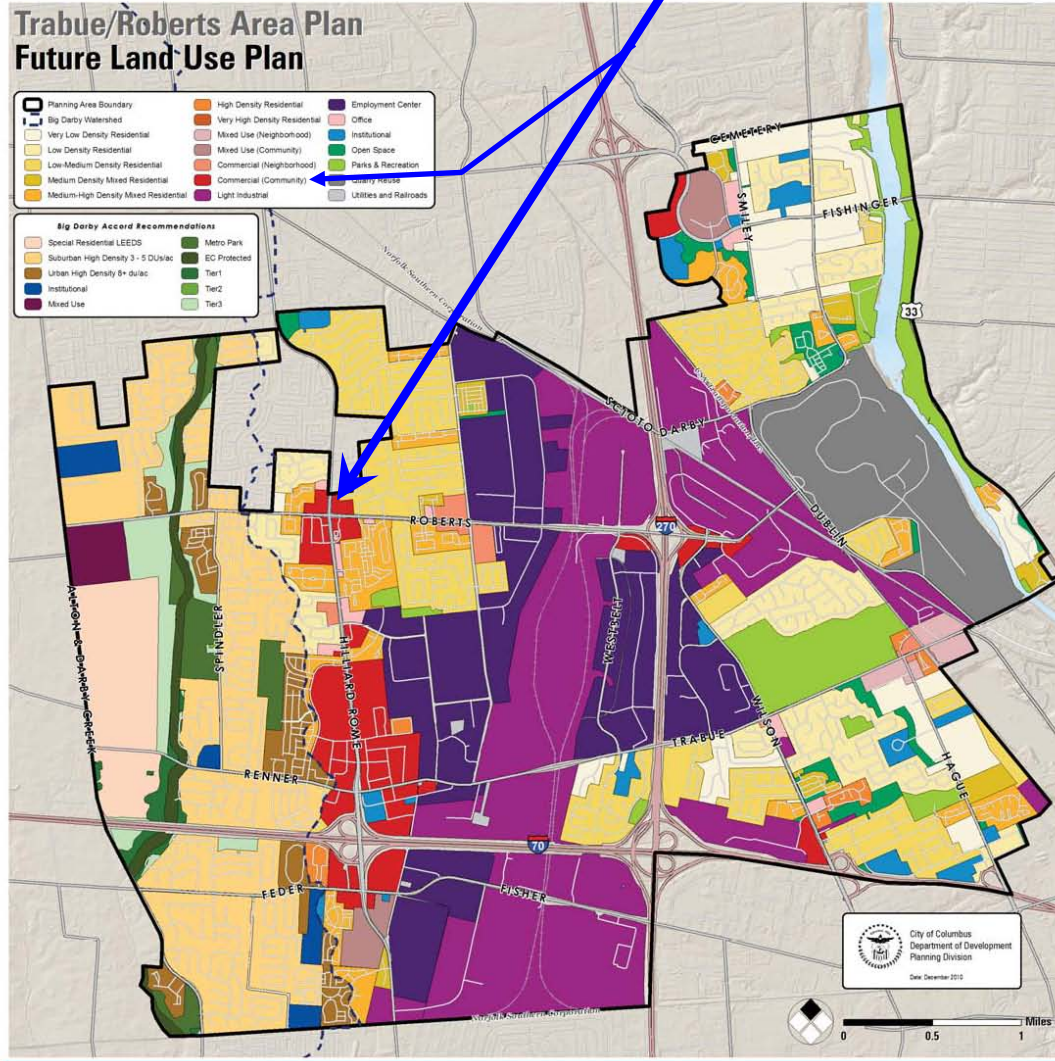 Trabue/Roberts Area Plan
Future Land Use Plan
Planning Area Boundary
Big Darby Watershed
Very Low Density Residential
Low Density Residential
Low-Medium Density Residential
Medium Density Mixed Residential
Medium-High Density Mixed Residential
High Density Residential
Very High Density Residential
Mixed Use (Neighborhood)
Mixed Use (Community)
Commercial (Neighborhood)
Commercial (Community)
Light Industrial
Employment Center
Office
Institutional
Open Space
Parks & Recreation
Quarry Reuse
Utilities and Railroads
Big Darby Accord Recommendations
Special Residential LEEDS
Suburban High Density 3 - 5 DUs/ac
Urban High Density 8+ du/ac
Institutional
Mixed Use
Metro Park
EC Protected
Tier1
Tier2
Tier3
CEMETERY
SMILEY
FISHINGER
33
Norfolk Southern Corporation
SCIOTO DARBY
DUBLIN
ROBERTS
270
ALTON & DARBY CREEK
SPINDLER
HILLIARD ROME
WESTBELT
WILSON
TRABUE
HAGUE
RENNER
70
FEDER
FISHER
Norfolk Southern Corporation
City of Columbus
Department of Development
Planning Division
Date: December 2010
Miles
0 0.5 1